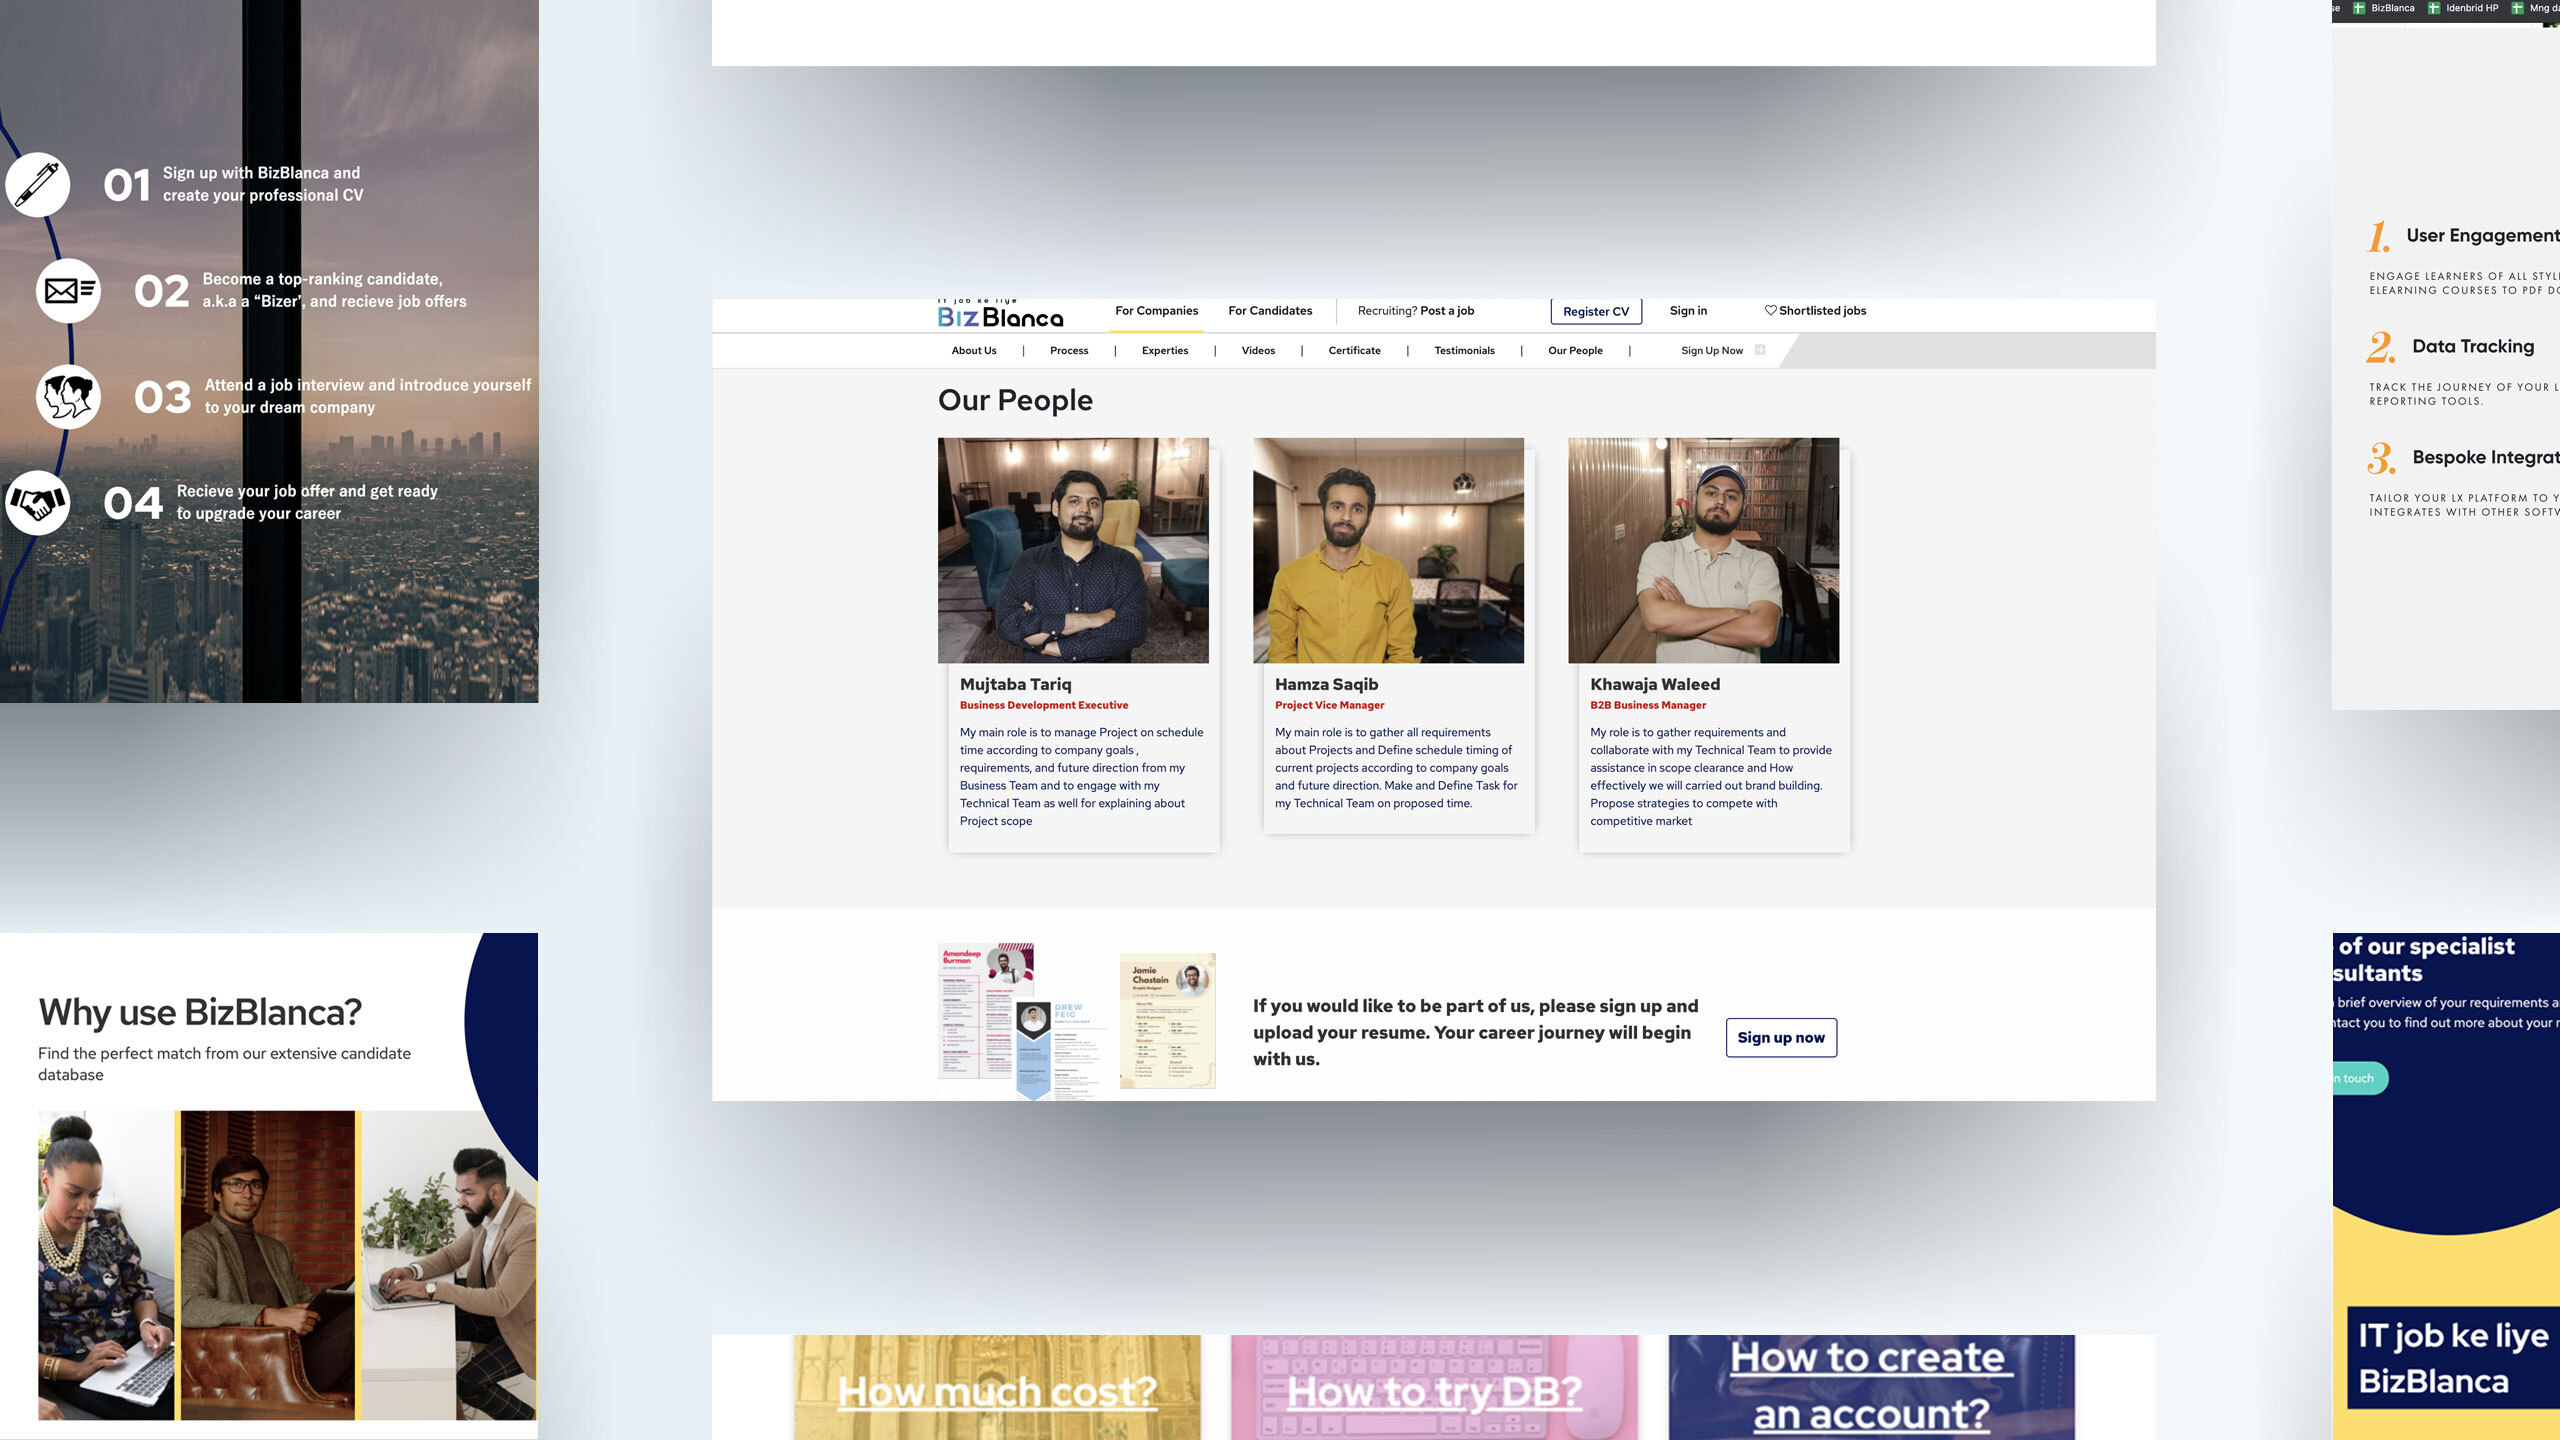 01 Sign up with BizBlanca and
create your professional CV
02 Become a top-ranking candidate,
a.k.a a “Bizer’, and recieve job offers
03 Attend a job interview and introduce yourself
to your dream company
04 Recieve your job offer and get ready
to upgrade your career
Why use BizBlanca?
Find the perfect match from our extensive candidate
database
IT job ke liye
BizBlanca
For Companies
For Candidates
Recruiting? Post a job
Register CV
Sign in
Shortlisted jobs
About Us | Process | Experties | Videos | Certificate | Testimonials | Our People | Sign Up Now
Our People
Mujtaba Tariq
Business Development Executive
My main role is to manage Project on schedule
time according to company goals ,
requirements, and future direction from my
Business Team and to engage with my
Technical Team as well for explaining about
Project scope
Hamza Saqib
Project Vice Manager
My main role is to gather all requirements
about Projects and Define schedule timing of
current projects according to company goals
and future direction. Make and Define Task for
my Technical Team on proposed time.
Khawaja Waleed
B2B Business Manager
My role is to gather requirements and
collaborate with my Technical Team to provide
assistance in scope clearance and How
effectively we will carried out brand building.
Propose strategies to compete with
competitive market
Amandeep
Burman
DREW
FEIG
Jamie
Chastain
Graphic Designer
If you would like to be part of us, please sign up and
upload your resume. Your career journey will begin
with us.
Sign up now
How much cost?
How to try DB?
How to create
an account?
BizBlanca
Idenbrid HP
Mng
1. User Engagement
ENGAGE LEARNERS OF ALL
ELEARNING COURSES TO PDF
2. Data Tracking
TRACK THE JOURNEY OF YOUR
REPORTING TOOLS.
3. Bespoke
TAILOR YOUR LX PLATFORM TO
INTEGRATES WITH OTHER
of our specialist
brief overview of your requirements
you to find out more about your
touch
IT job ke liye
BizBlanca